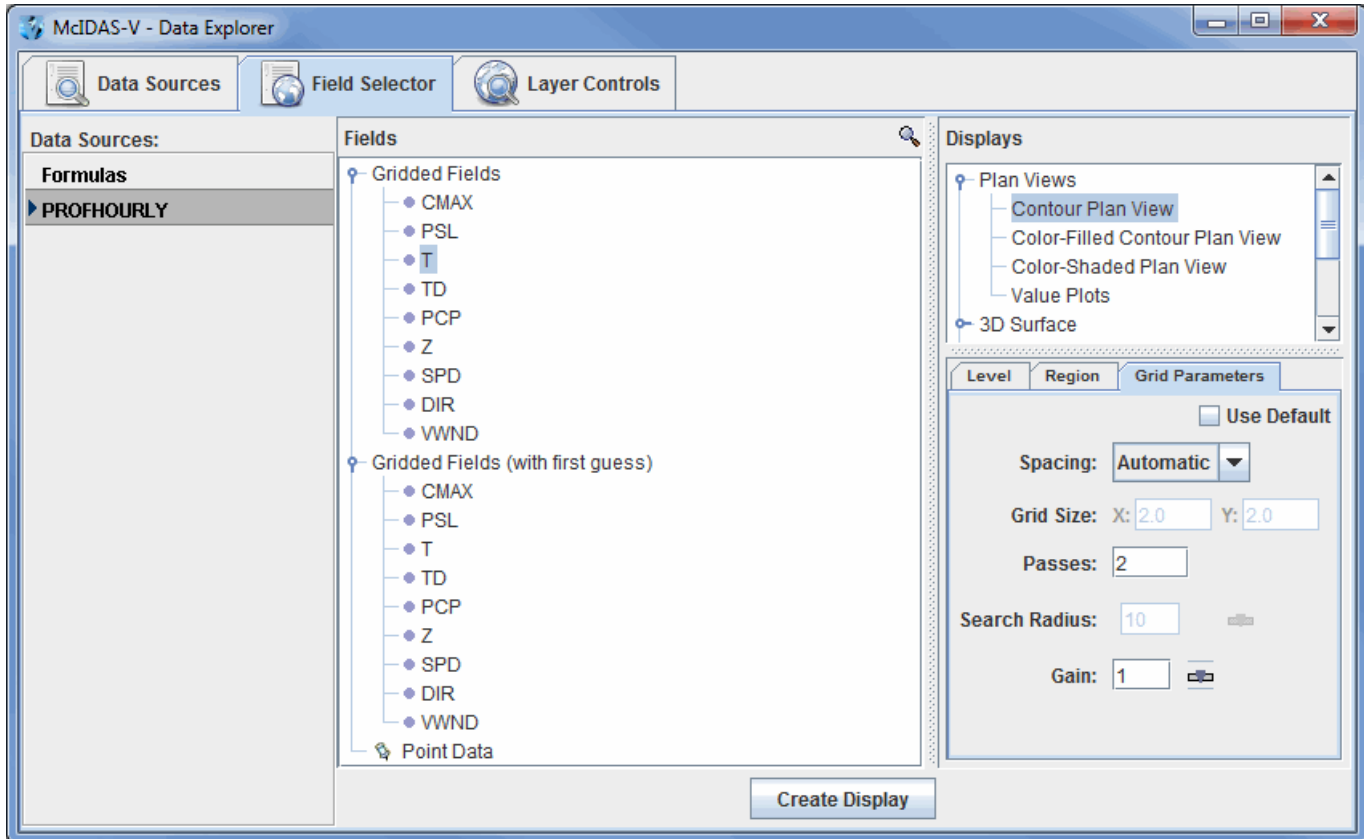 McIDAS-V - Data Explorer
Data Sources
Field Selector
Layer Controls
Data Sources:
Formulas
PROFHOURLY
Fields
Gridded Fields
CMAX
PSL
T
TD
PCP
Z
SPD
DIR
VWND
Gridded Fields (with first guess)
CMAX
PSL
T
TD
PCP
Z
SPD
DIR
VWND
Point Data
Displays
Plan Views
Contour Plan View
Color-Filled Contour Plan View
Color-Shaded Plan View
Value Plots
3D Surface
Level Region Grid Parameters
Use Default
Spacing: Automatic
Grid Size: X: 2.0 Y: 2.0
Passes: 2
Search Radius: 10
Gain: 1
Create Display